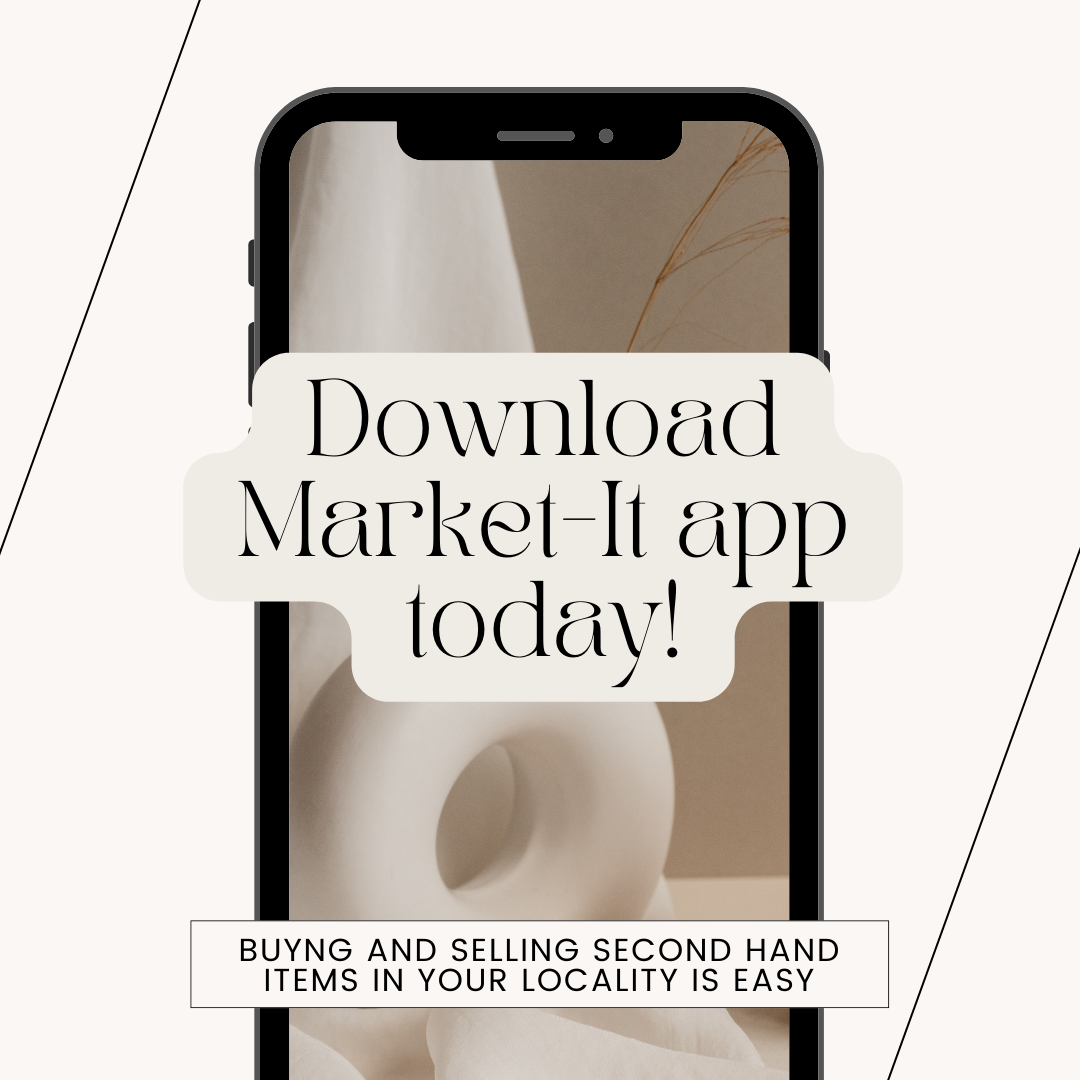 Download
Market-It app
today!
BUYNG AND SELLING SECOND HAND
ITEMS IN YOUR LOCALITY IS EASY